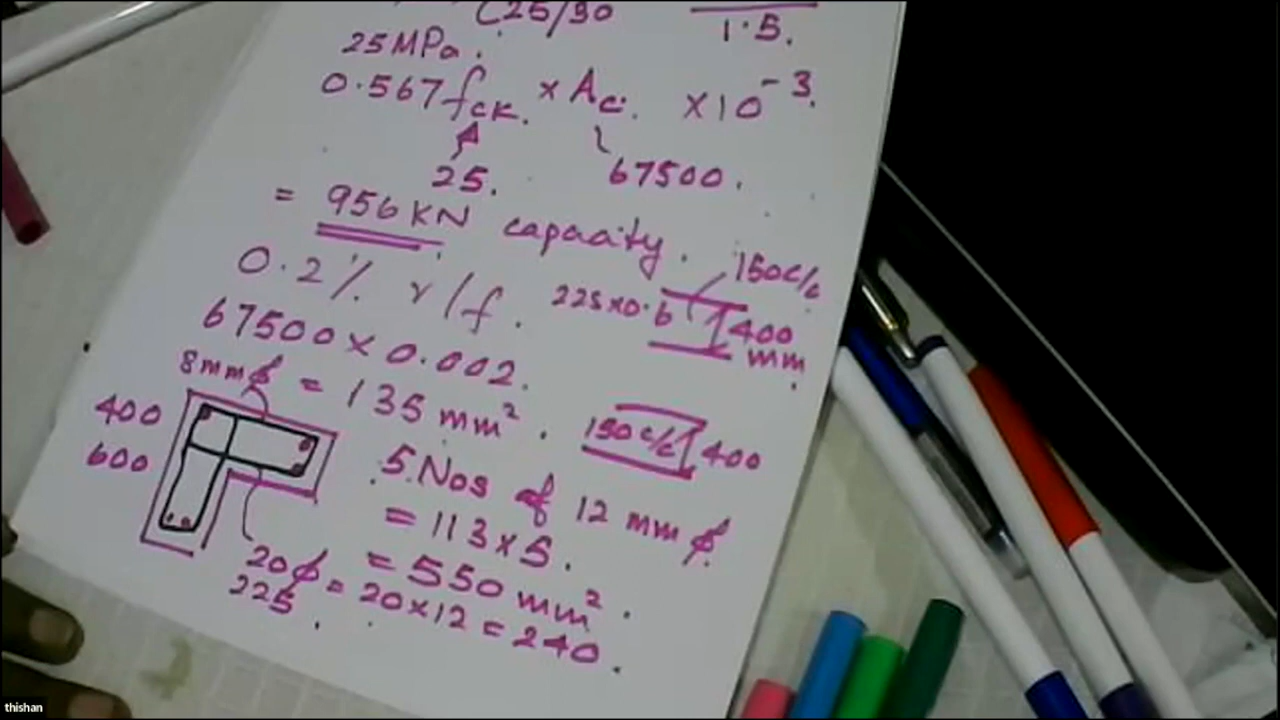 C25/30
1.5.
25MPa.
0.567fck. × Ac. ×10⁻³.
25. 67500.
= 956 KN capacity.
0.2% r/f. 225×0.6 150c/c
400 mm.
67500 × 0.002.
8mmϕ = 135 mm². 150 c/c 400
400
600
5.Nos of 12 mm ϕ.
= 113×5.
= 550 mm².
20ϕ = 20×12 = 240.
225.
thishan